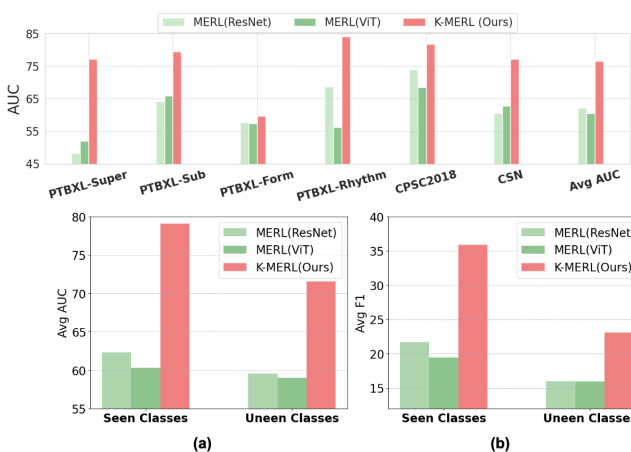 MERL(ResNet) MERL(ViT) K-MERL (Ours)
85
75
65
55
45
AUC
PTBXL-Super PTBXL-Sub PTBXL-Form PTBXL-Rhythm CPSC2018 CSN Avg AUC
80
75
70
65
60
55
Avg AUC
MERL(ResNet)
MERL(ViT)
K-MERL(Ours)
Seen Classes Uneen Classes
(a)
40
35
30
25
20
15
Avg F1
MERL(ResNet)
MERL(ViT)
K-MERL(Ours)
Seen Classes Uneen Classes
(b)